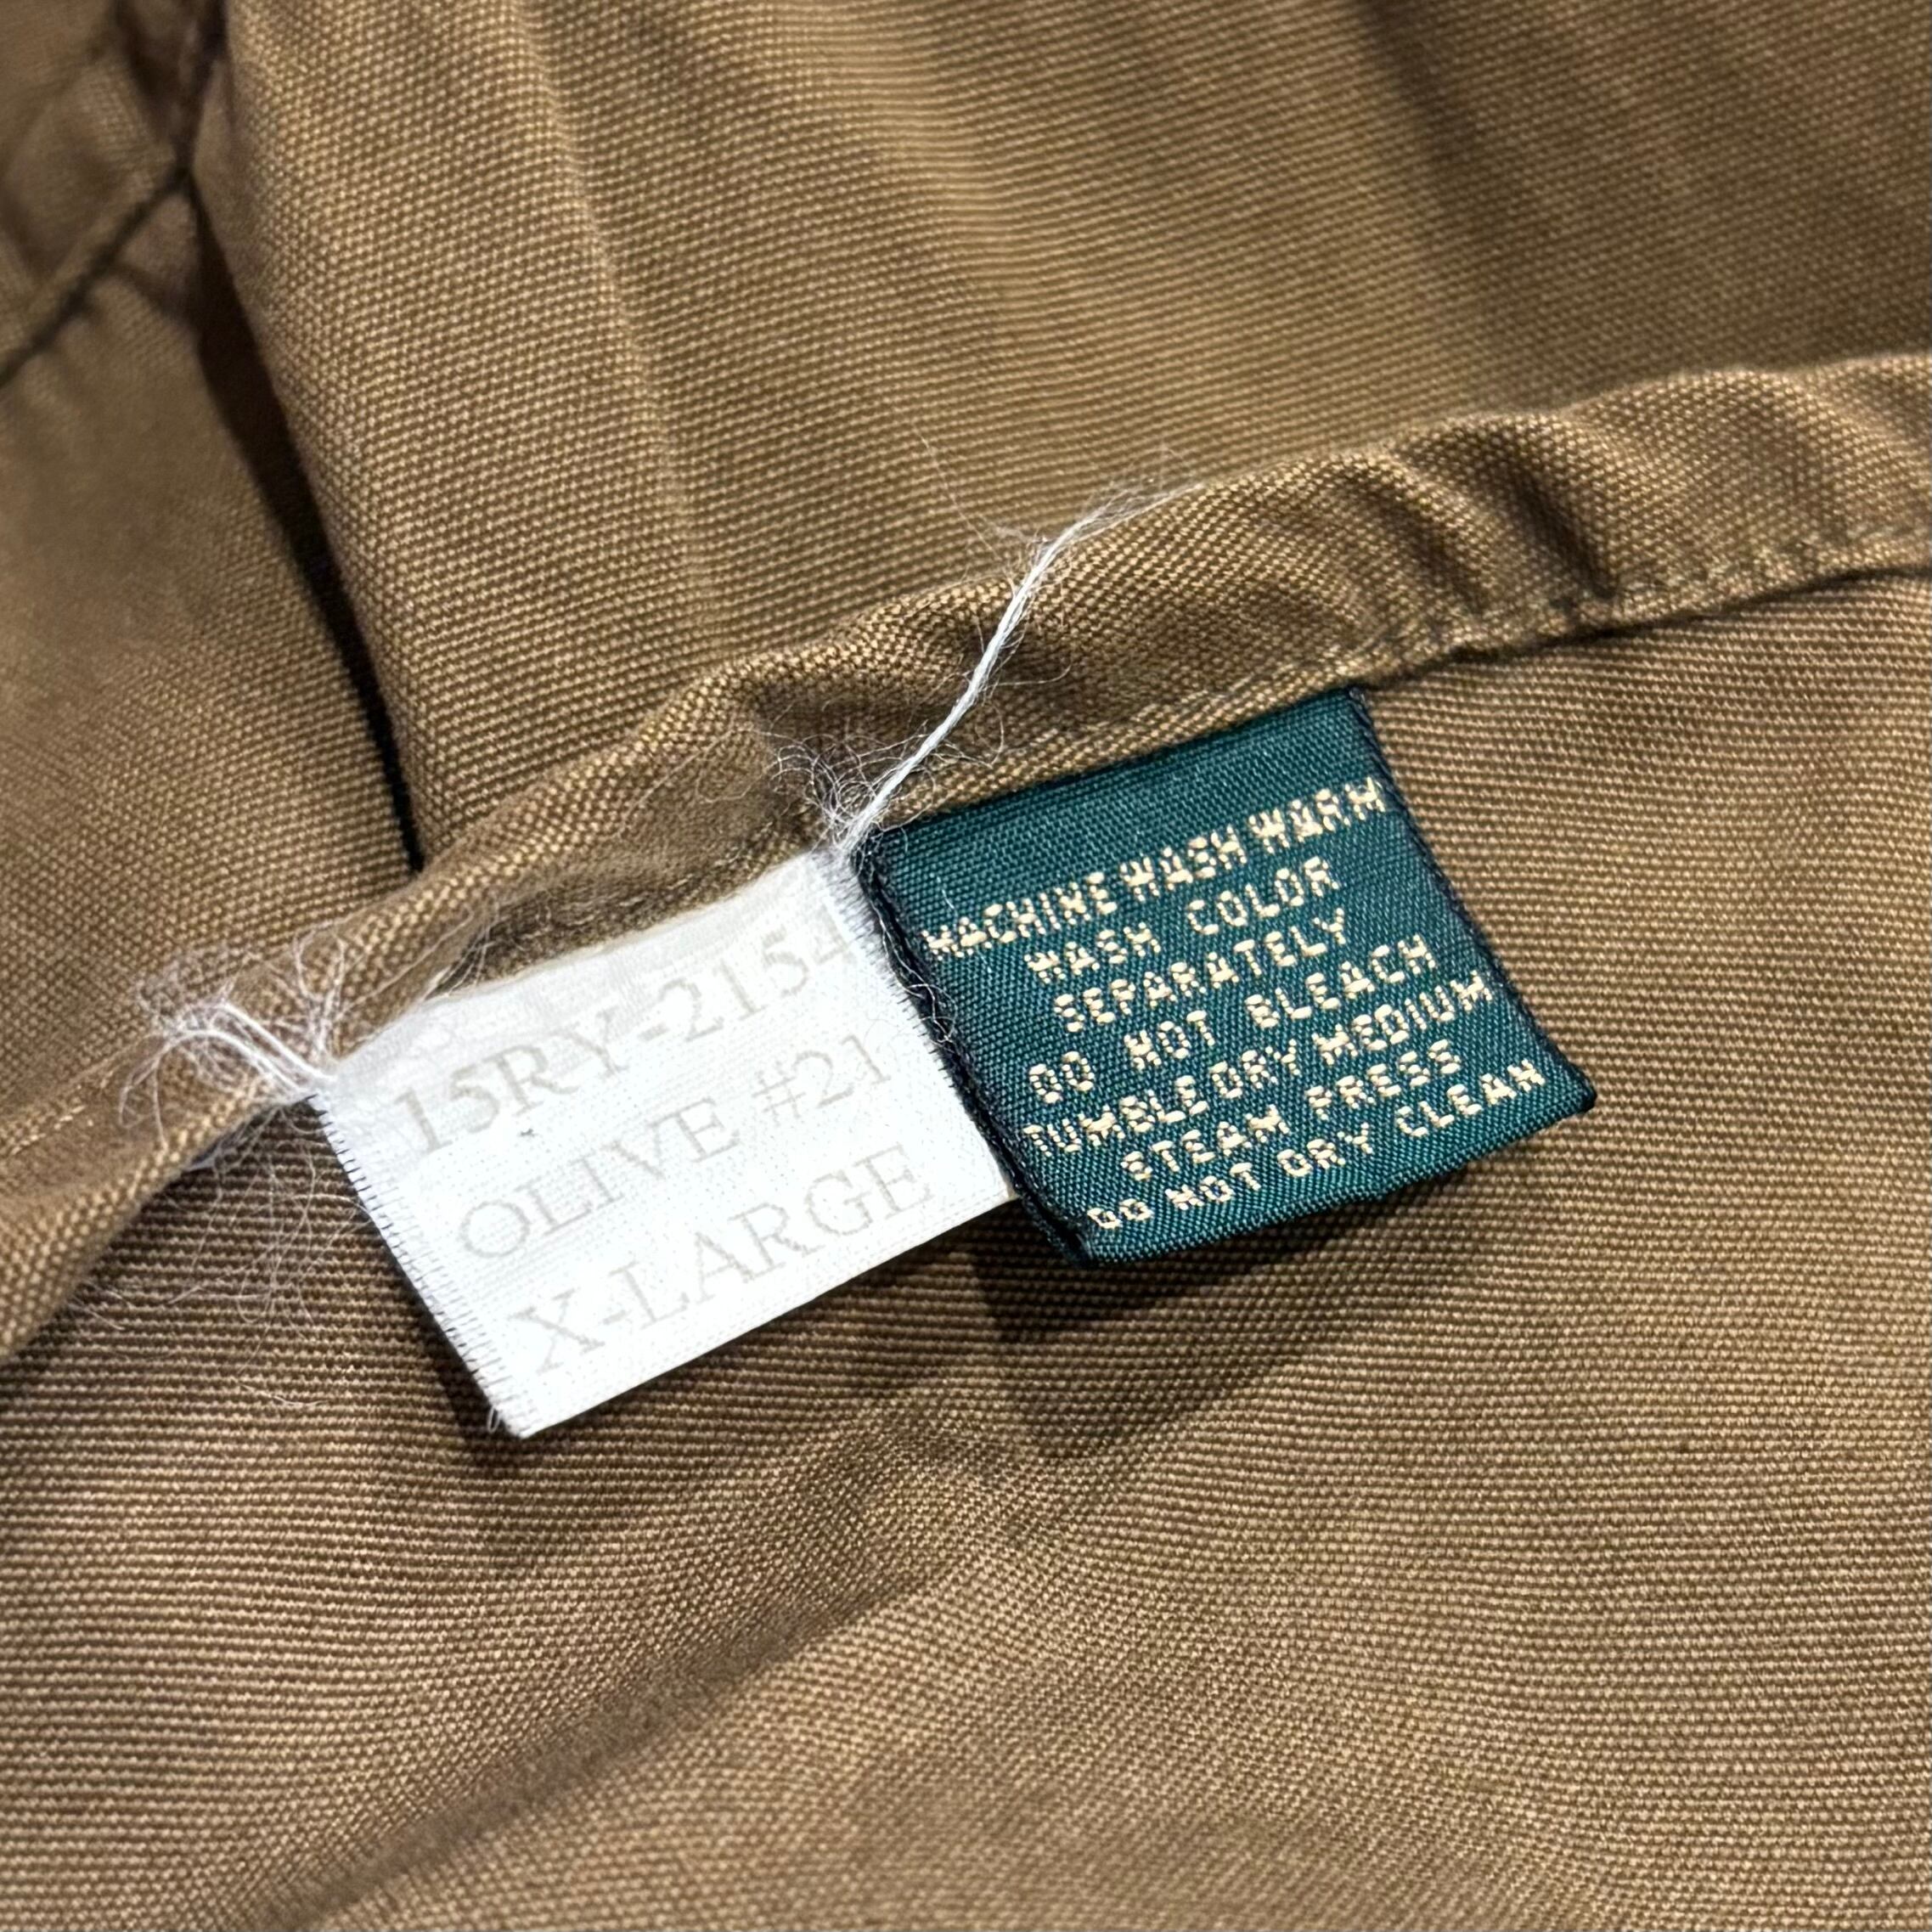 15RY-2154
OLIVE #21
X-LARGE
MACHINE WASH WARM
WASH COLOR
SEPARATELY
DO NOT BLEACH
TUMBLE DRY MEDIUM
STEAM PRESS
DO NOT DRY CLEAN